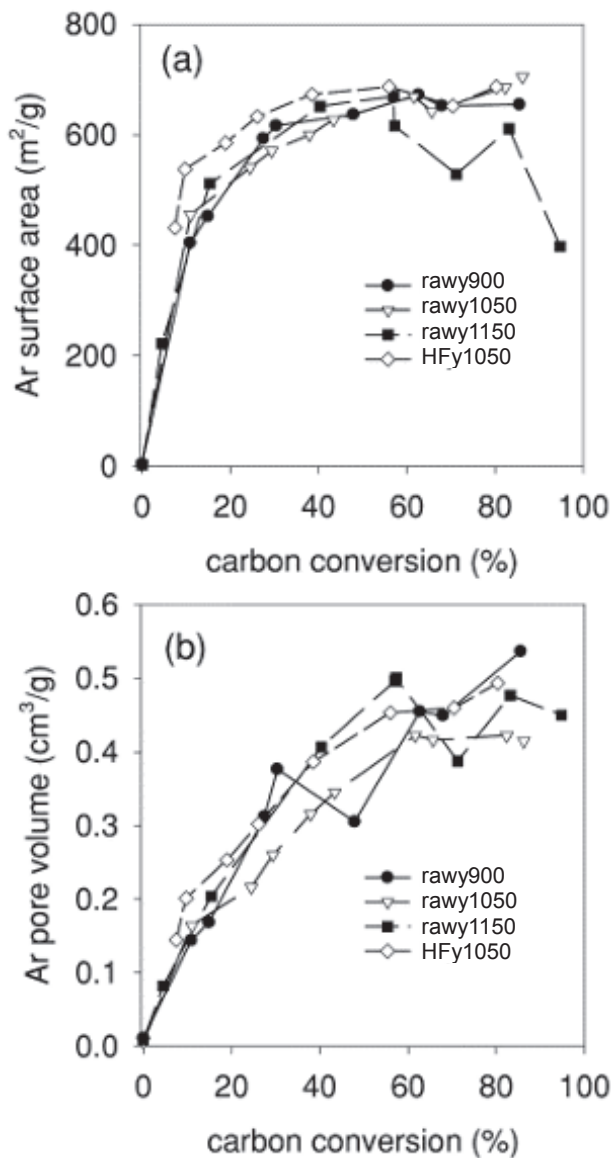 800
(a)
600
400
200
0
Ar surface area (m²/g)
rawy900
rawy1050
rawy1150
HFy1050
0 20 40 60 80 100
carbon conversion (%)
0.6
(b)
0.5
0.4
0.3
0.2
0.1
0.0
Ar pore volume (cm³/g)
rawy900
rawy1050
rawy1150
HFy1050
0 20 40 60 80 100
carbon conversion (%)